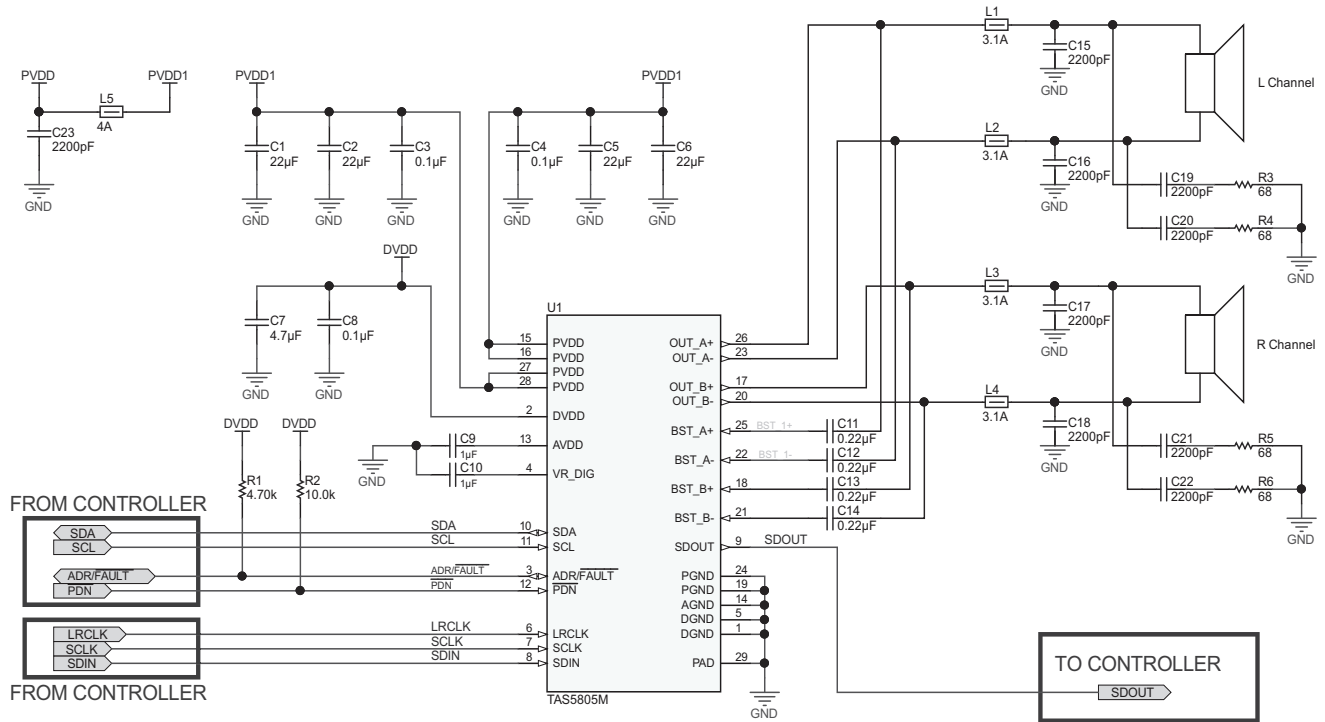 PVDD
PVDD1
L5
4A
C23
2200pF
GND
PVDD1
C1
22µF
C2
22µF
C3
0.1µF
GND
GND
GND
PVDD1
C4
0.1µF
C5
22µF
C6
22µF
GND
GND
GND
L1
3.1A
C15
2200pF
GND
L Channel
L2
3.1A
C16
2200pF
GND
C19
2200pF
R3
68
C20
2200pF
R4
68
GND
L3
3.1A
C17
2200pF
GND
R Channel
L4
3.1A
C18
2200pF
GND
C21
2200pF
R5
68
C22
2200pF
R6
68
GND
DVDD
C7
4.7µF
C8
0.1µF
GND
GND
U1
15 PVDD
16 PVDD
27 PVDD
28 PVDD
2 DVDD
13 AVDD
4 VR_DIG
10 SDA
11 SCL
3 ADR/FAULT
12 PDN
6 LRCLK
7 SCLK
8 SDIN
OUT_A+ 26
OUT_A- 23
OUT_B+ 17
OUT_B- 20
BST_A+ 25 BST_1+
BST_A- 22 BST_1-
BST_B+ 18
BST_B- 21
SDOUT 9 SDOUT
PGND 24
PGND 19
AGND 14
DGND 5
DGND 1
PAD 29
TAS5805M
GND
C11
0.22µF
C12
0.22µF
C13
0.22µF
C14
0.22µF
C9
1µF
C10
1µF
GND
DVDD
DVDD
R1
4.70k
R2
10.0k
FROM CONTROLLER
SDA
SCL
ADR/FAULT
PDN
SDA
SCL
ADR/FAULT
PDN
LRCLK
SCLK
SDIN
LRCLK
SCLK
SDIN
FROM CONTROLLER
TO CONTROLLER
SDOUT